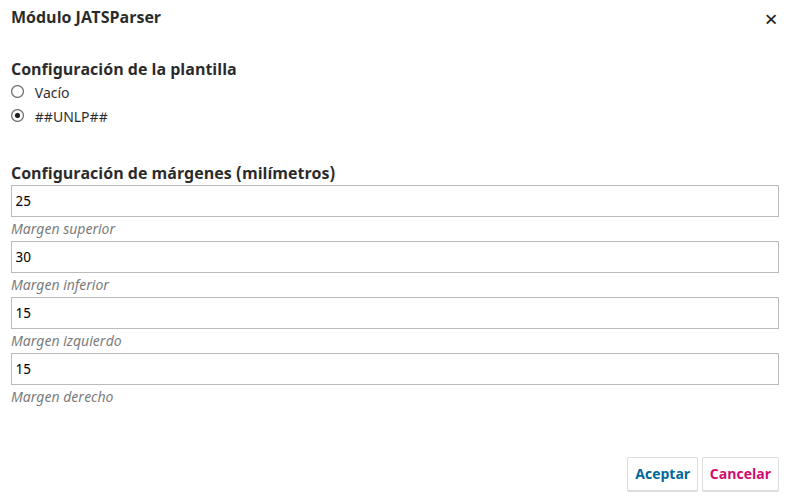 Módulo JATSParser
×
Configuración de la plantilla
Vacío
##UNLP##
Configuración de márgenes (milímetros)
25
Margen superior
30
Margen inferior
15
Margen izquierdo
15
Margen derecho
Aceptar Cancelar